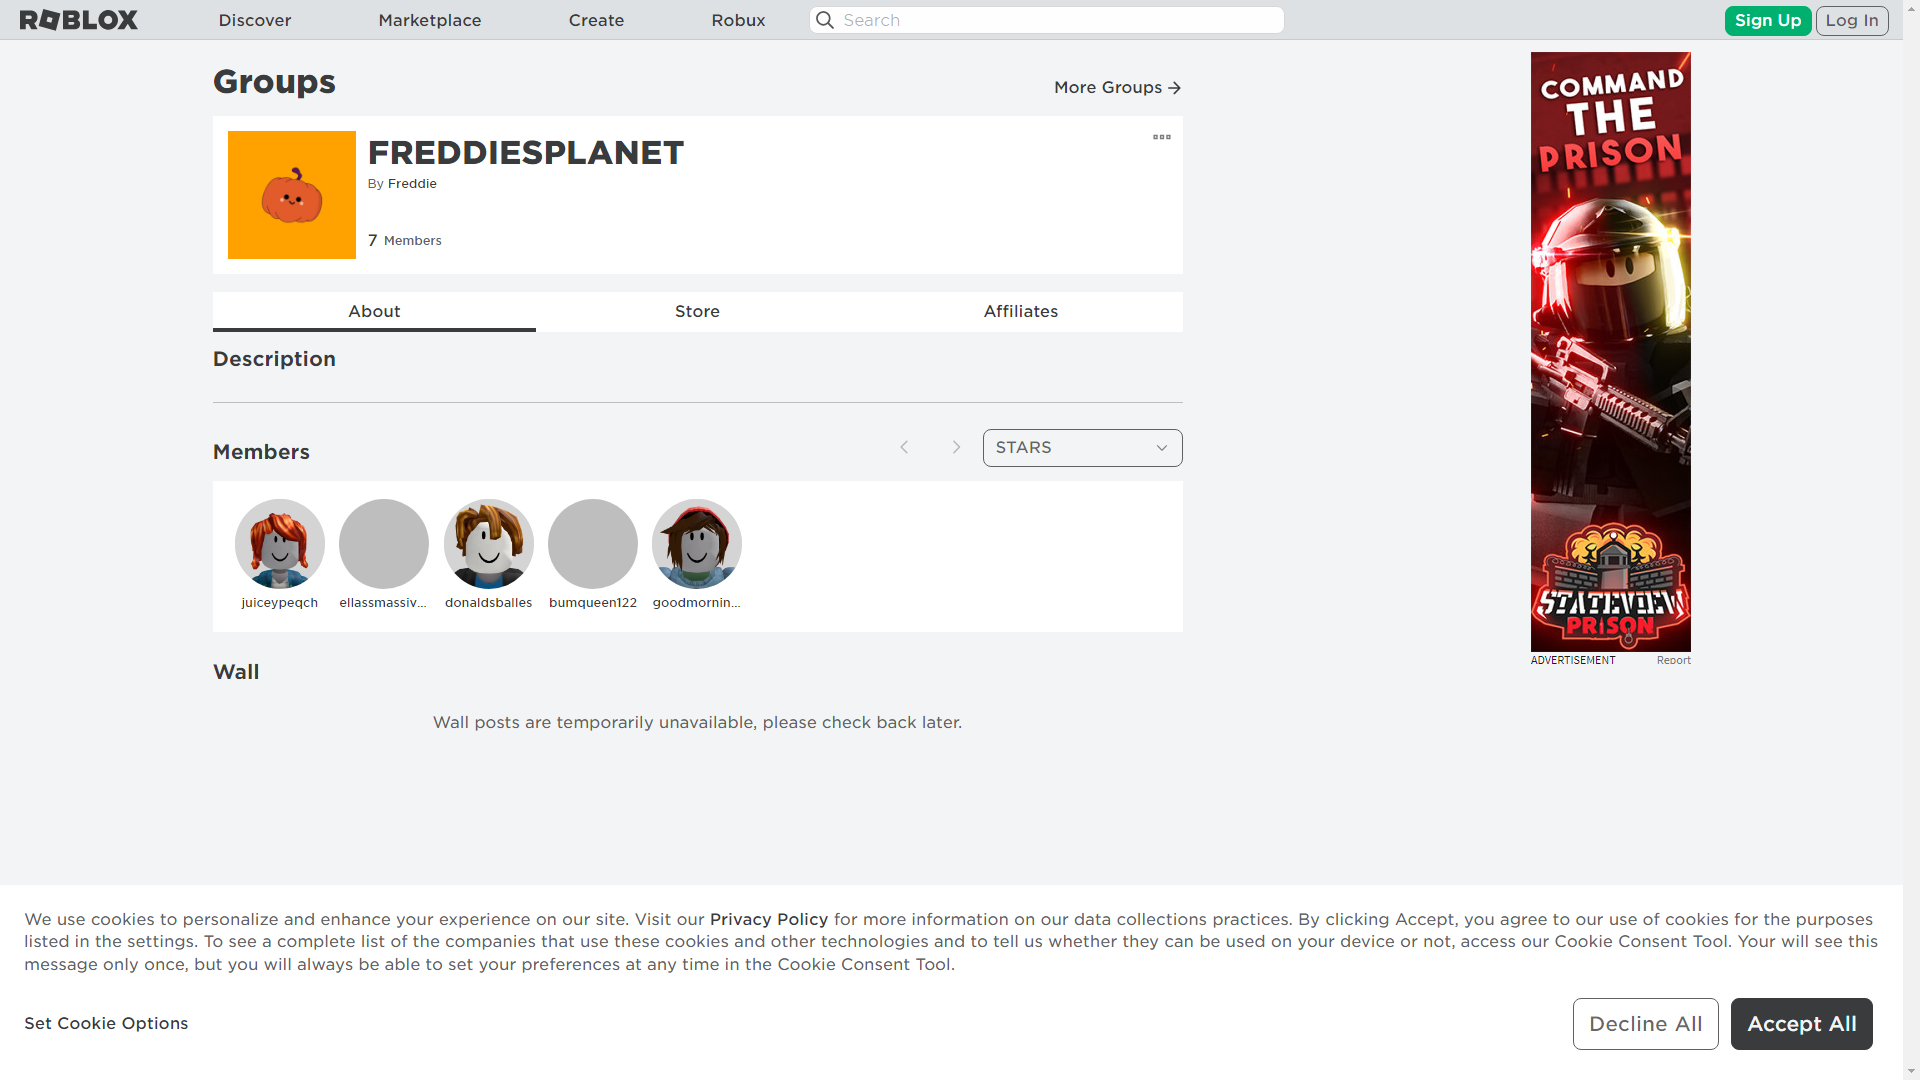 ROBLOX
Discover
Marketplace
Create
Robux
Search
Sign Up
Log In
Groups
More Groups
FREDDIESPLANET
By Freddie
7 Members
About
Store
Affiliates
Description
Members
STARS
juiceypeqch
ellassmassiv...
donaldsballes
bumqueen122
goodmornin...
Wall
Wall posts are temporarily unavailable, please check back later.
COMMAND
THE
PRISON
STATEVIEW
PRISON
ADVERTISEMENT
Report
We use cookies to personalize and enhance your experience on our site. Visit our Privacy Policy for more information on our data collections practices. By clicking Accept, you agree to our use of cookies for the purposes
listed in the settings. To see a complete list of the companies that use these cookies and other technologies and to tell us whether they can be used on your device or not, access our Cookie Consent Tool. Your will see this
message only once, but you will always be able to set your preferences at any time in the Cookie Consent Tool.
Set Cookie Options
Decline All
Accept All